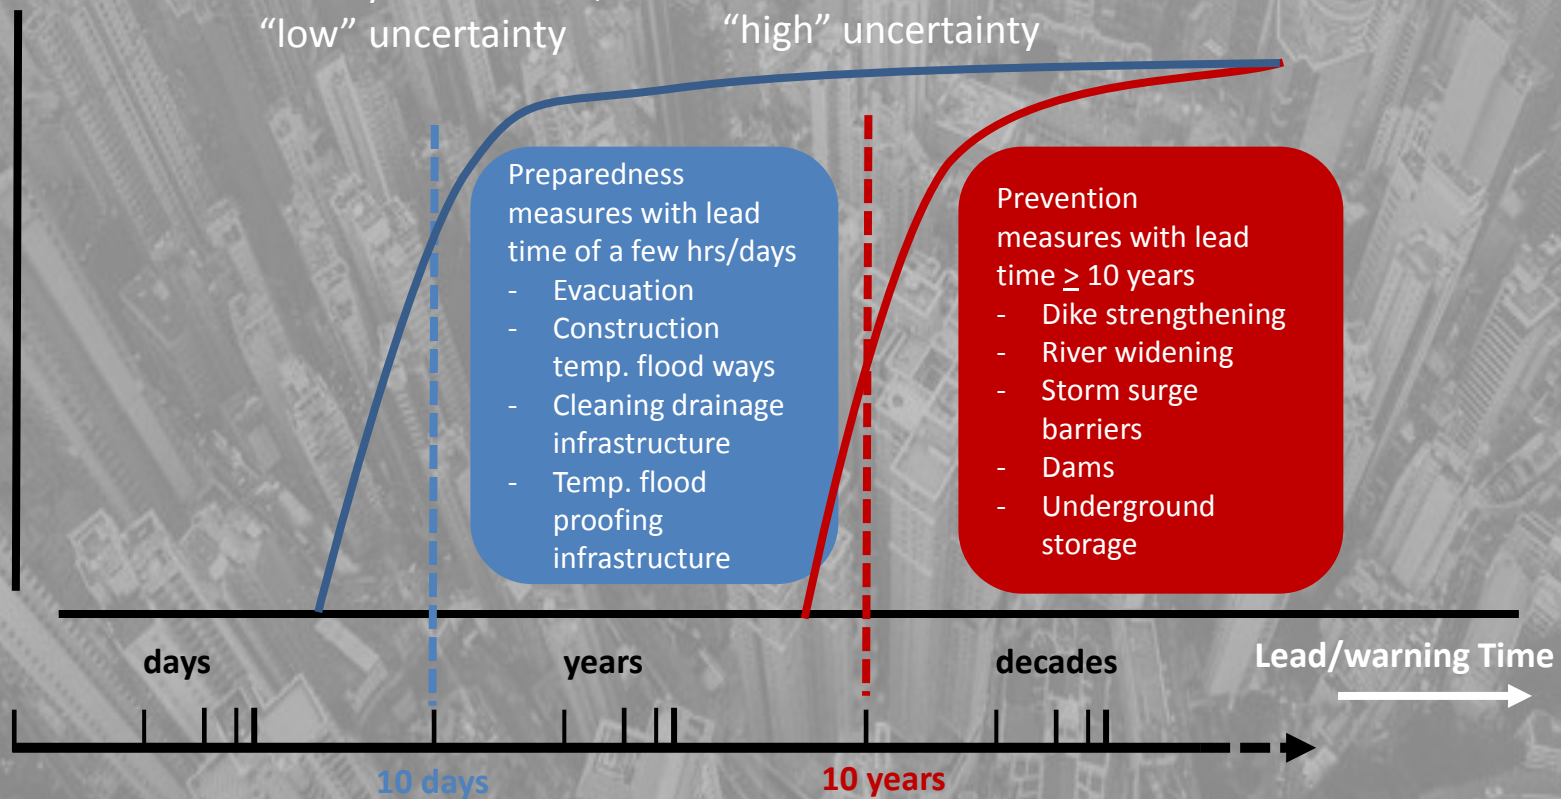 “low” uncertainty
“high” uncertainty
Preparedness
measures with lead
time of a few hrs/days
- Evacuation
- Construction
temp. flood ways
- Cleaning drainage
infrastructure
- Temp. flood
proofing
infrastructure
Prevention
measures with lead
time ≥ 10 years
- Dike strengthening
- River widening
- Storm surge
barriers
- Dams
- Underground
storage
days
years
decades
Lead/warning Time
10 days
10 years